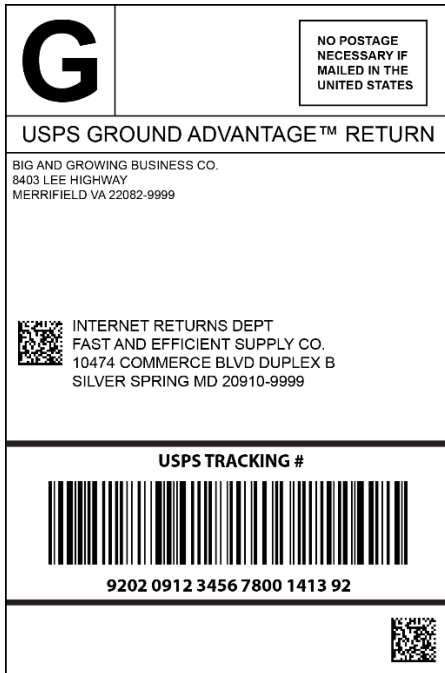 G
NO POSTAGE
NECESSARY IF
MAILED IN THE
UNITED STATES
USPS GROUND ADVANTAGE™ RETURN
BIG AND GROWING BUSINESS CO.
8403 LEE HIGHWAY
MERRIFIELD VA 22082-9999
INTERNET RETURNS DEPT
FAST AND EFFICIENT SUPPLY CO.
10474 COMMERCE BLVD DUPLEX B
SILVER SPRING MD 20910-9999
USPS TRACKING #
9202 0912 3456 7800 1413 92